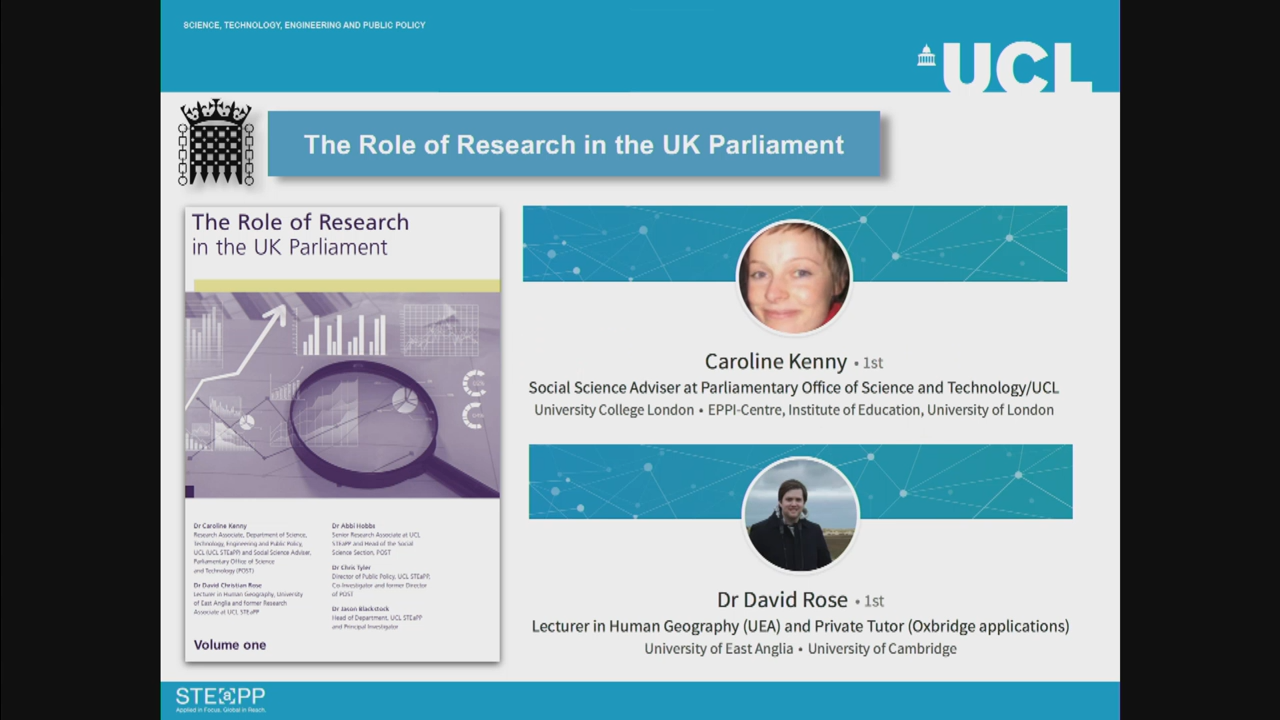 SCIENCE, TECHNOLOGY, ENGINEERING AND PUBLIC POLICY
UCL
The Role of Research in the UK Parliament
The Role of Research
in the UK Parliament
Dr Caroline Kenny
Research Associate, Department of Science,
Technology, Engineering and Public Policy,
UCL (UCL STEaPP) and Social Science Adviser,
Parliamentary Office of Science
and Technology (POST)
Dr David Christian Rose
Lecturer in Human Geography, University
of East Anglia and former Research
Associate at UCL STEaPP
Dr Abbi Hobbs
Senior Research Associate at UCL
STEaPP and Head of the Social
Science Section, POST
Dr Chris Tyler
Director of Public Policy, UCL STEaPP,
Co-Investigator and former Director
of POST
Dr Jason Blackstock
Head of Department, UCL STEaPP
and Principal Investigator
Volume one
Caroline Kenny • 1st
Social Science Adviser at Parliamentary Office of Science and Technology/UCL
University College London • EPPI-Centre, Institute of Education, University of London
Dr David Rose • 1st
Lecturer in Human Geography (UEA) and Private Tutor (Oxbridge applications)
University of East Anglia • University of Cambridge
STEaPP
Applied in Focus. Global in Reach.